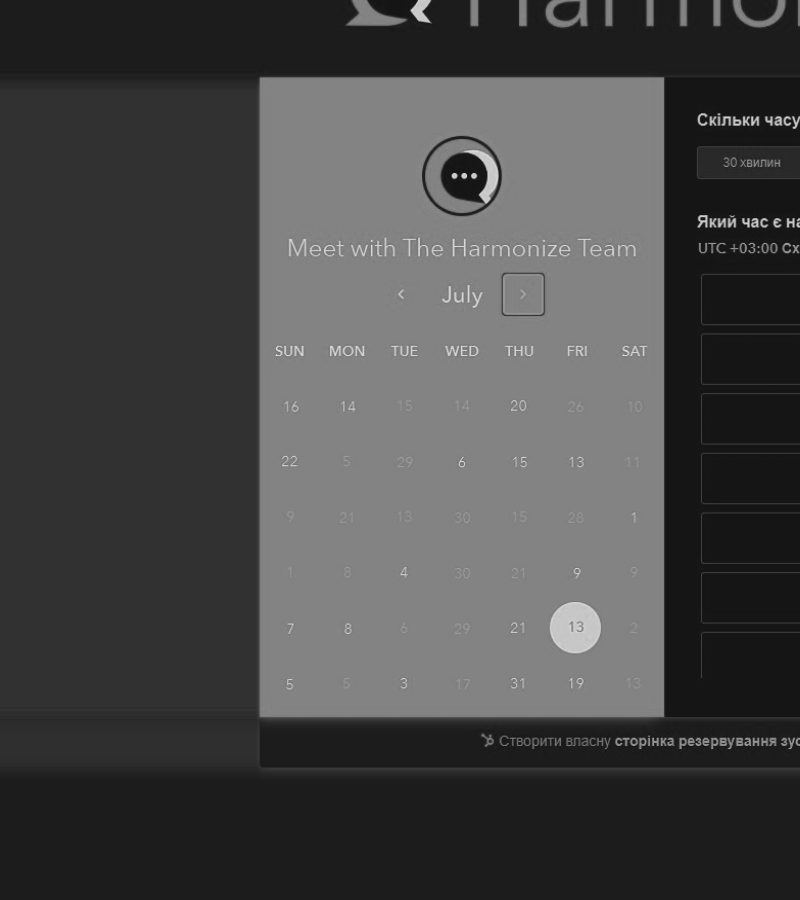 Harmo
Meet with The Harmonize Team
July
SUN MON TUE WED THU FRI SAT
16 14 15 14 20 26 10
22 5 29 6 15 13 11
9 21 13 30 15 28 1
1 8 4 30 21 9 9
7 8 6 29 21 13 2
5 5 3 17 31 19 13
Скільки часу
30 хвилин
Який час є на
UTC +03:00 Сх
Створити власну сторінка резервування зус